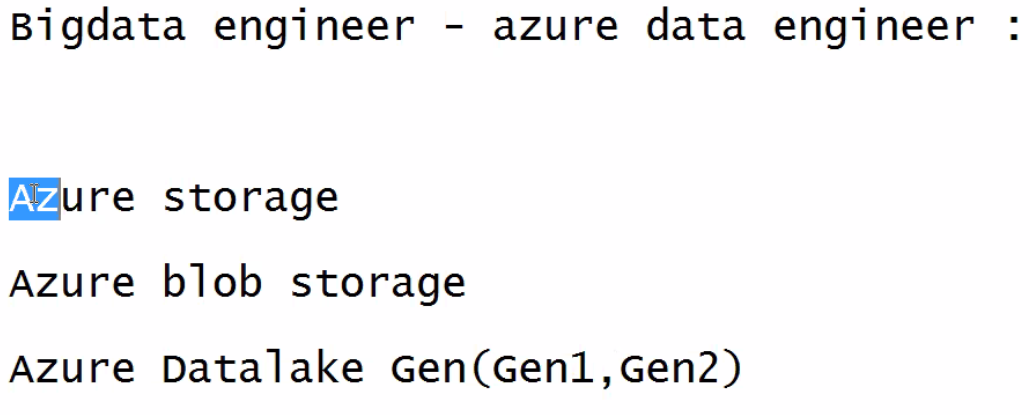 Bigdata engineer - azure data engineer :
Azure storage
Azure blob storage
Azure Datalake Gen(Gen1,Gen2)